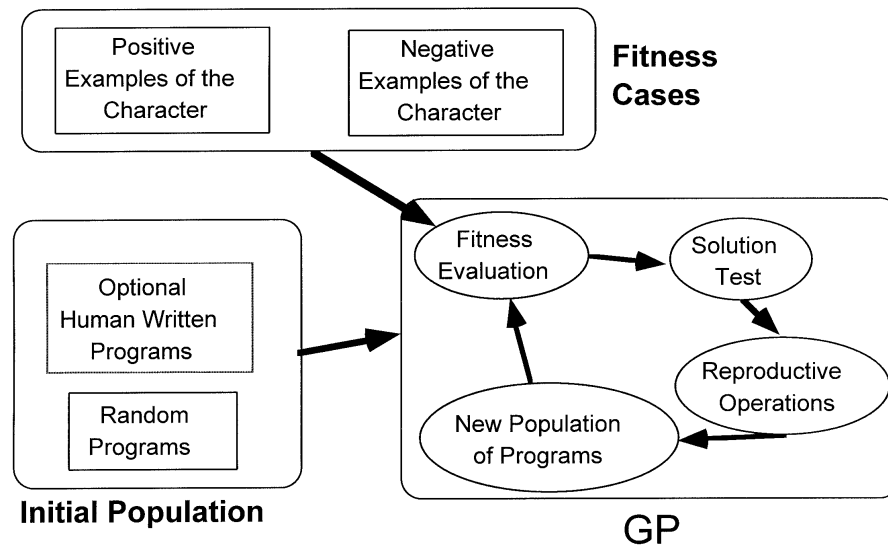 Positive
Examples of the
Character
Negative
Examples of the
Character
Fitness
Cases
Optional
Human Written
Programs
Random
Programs
Initial Population
Fitness
Evaluation
Solution
Test
Reproductive
Operations
New Population
of Programs
GP